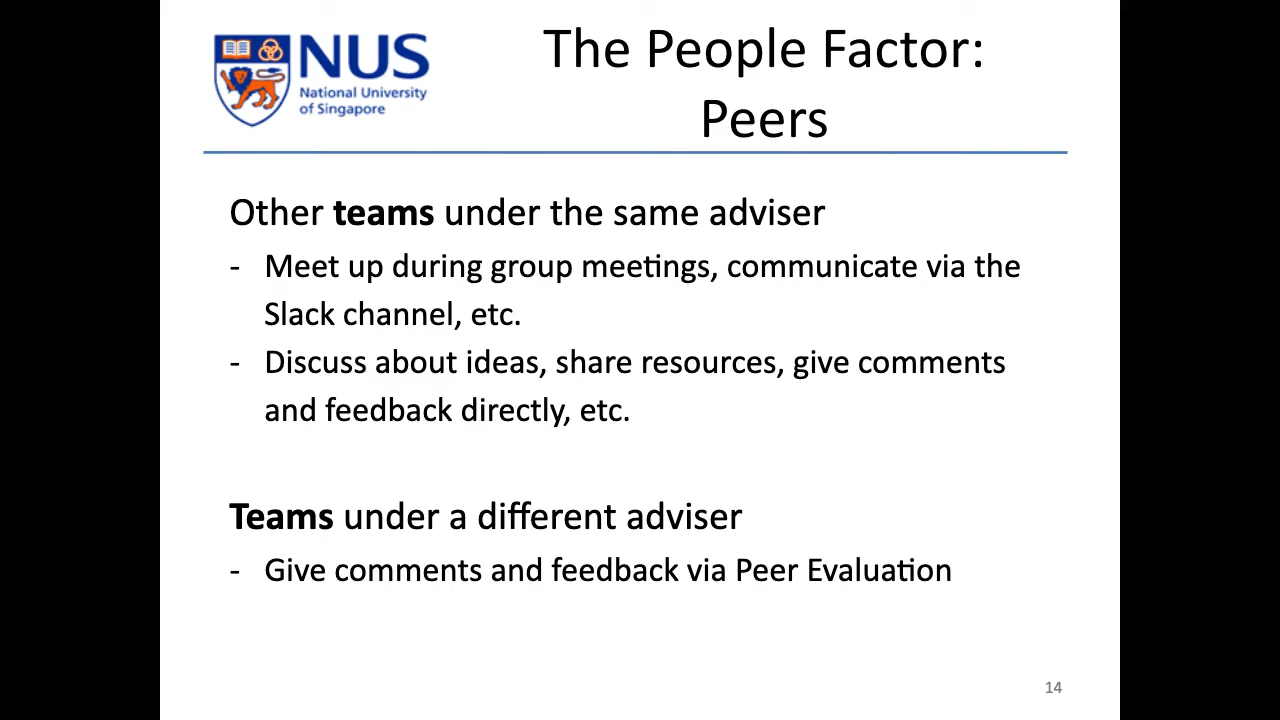 NUS
National University
of Singapore
The People Factor:
Peers
Other teams under the same adviser
- Meet up during group meetings, communicate via the
Slack channel, etc.
- Discuss about ideas, share resources, give comments
and feedback directly, etc.
Teams under a different adviser
- Give comments and feedback via Peer Evaluation
14